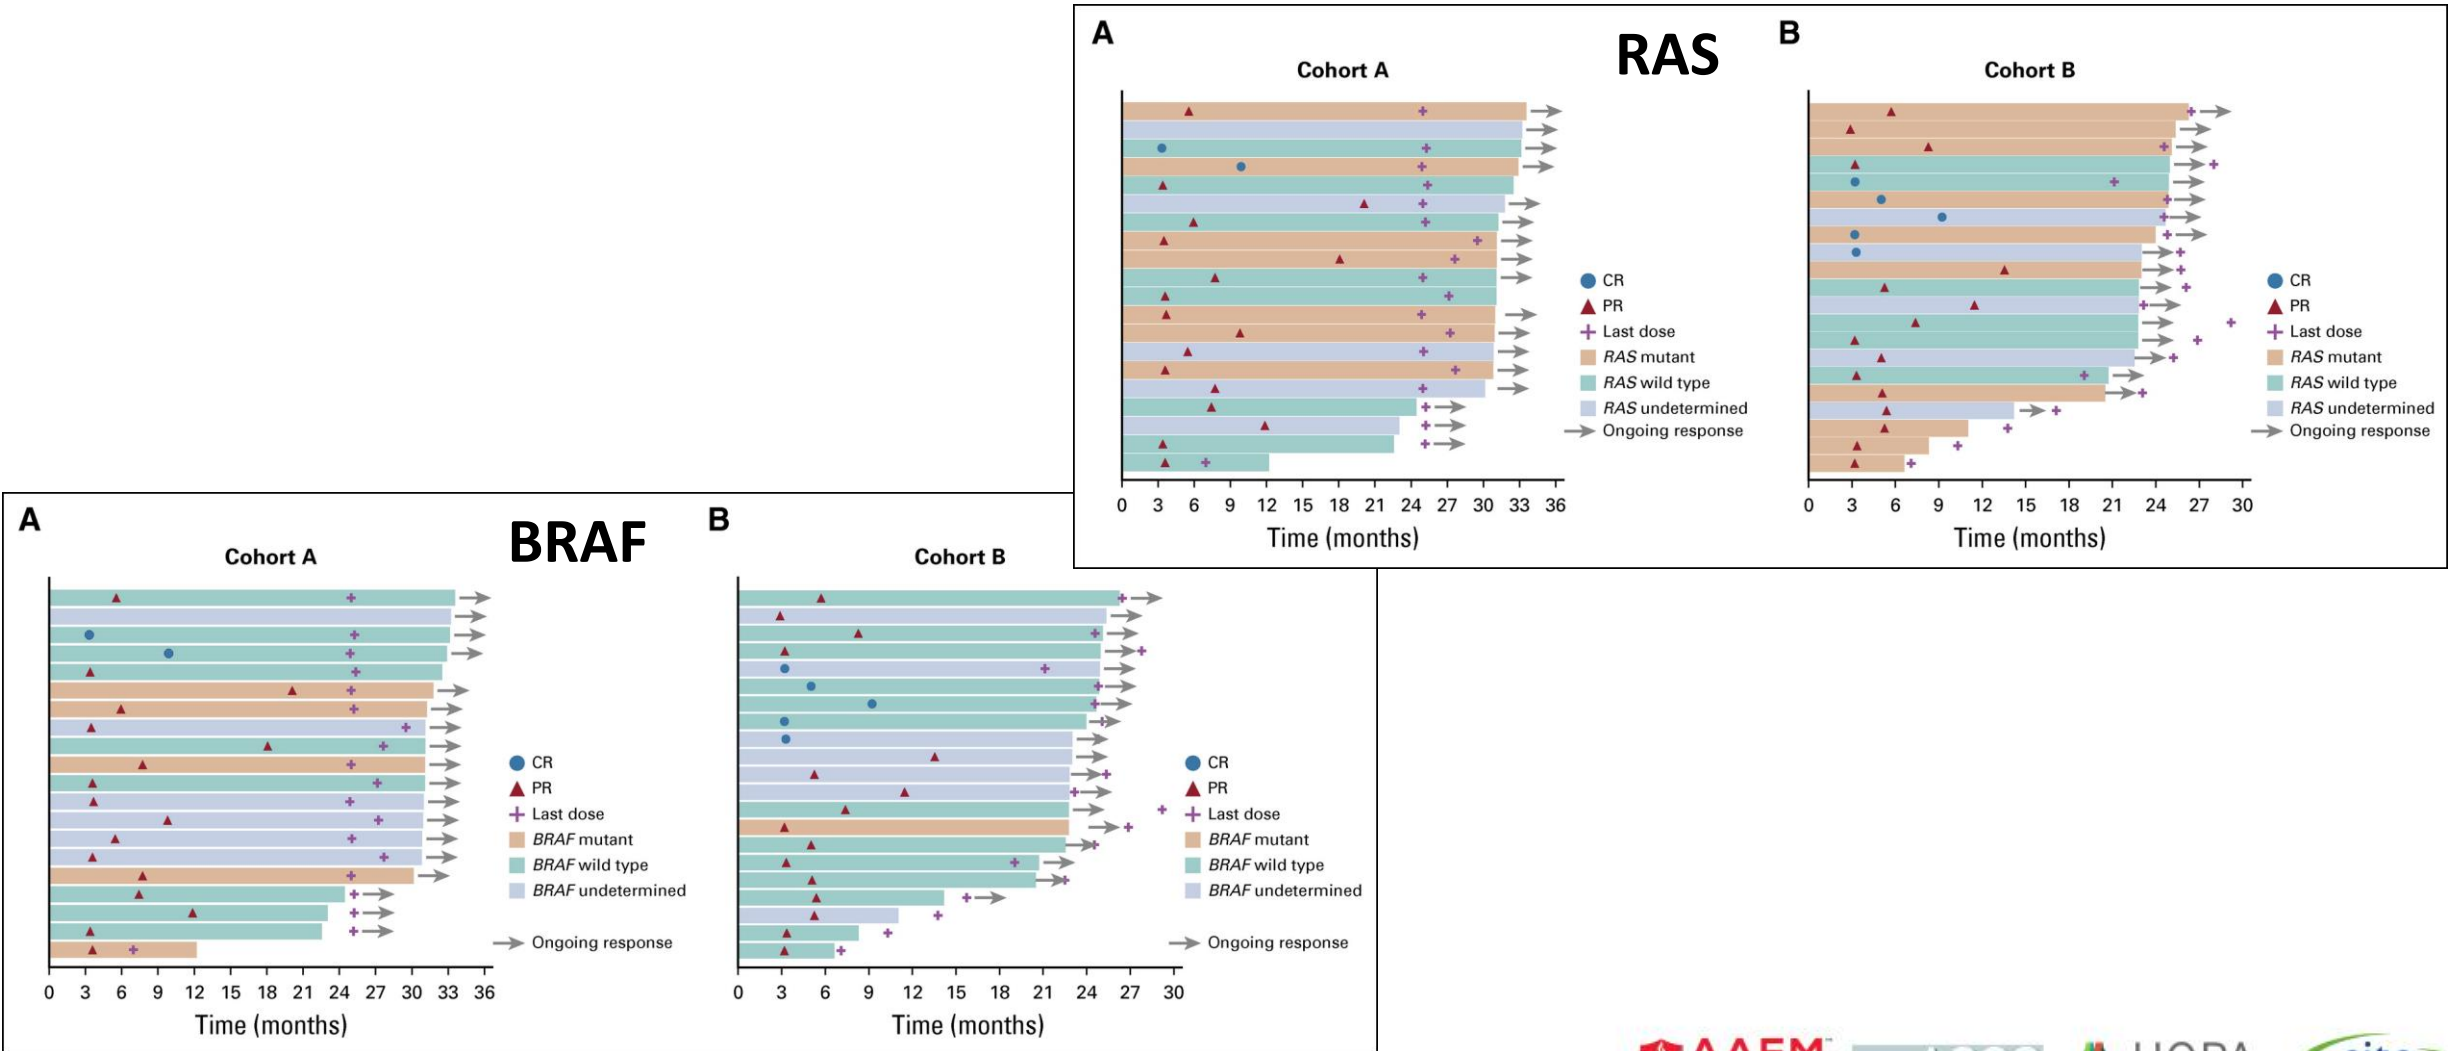 A
RAS
B
Cohort A
Cohort B
CR
PR
Last dose
RAS mutant
RAS wild type
RAS undetermined
Ongoing response
CR
PR
Last dose
RAS mutant
RAS wild type
RAS undetermined
Ongoing response
0 3 6 9 12 15 18 21 24 27 30 33 36
0 3 6 9 12 15 18 21 24 27 30
Time (months)
Time (months)
A
BRAF
B
Cohort A
Cohort B
CR
PR
Last dose
BRAF mutant
BRAF wild type
BRAF undetermined
Ongoing response
CR
PR
Last dose
BRAF mutant
BRAF wild type
BRAF undetermined
Ongoing response
0 3 6 9 12 15 18 21 24 27 30 33 36
0 3 6 9 12 15 18 21 24 27 30
Time (months)
Time (months)